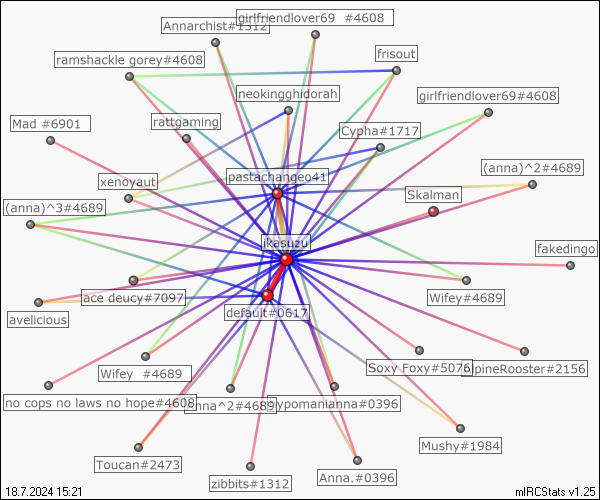 girlfriendlover69 #4608
Annarchist#1312
ramshackle gorey#4608
frisout
neokingghidorah
girlfriendlover69#4608
Mad #6901
rattgaming
Cypha#1717
pastachangeo41
(anna)^2#4689
xenoyaut
Skalman
(anna)^3#4689
ikasuzu
fakedingo
ace deucy#7097
Wifey#4689
avelicious
default#0617
Wifey #4689
Soxy Foxy#5076
lpineRooster#2156
no cops no laws no hope#4608
nna^2#4689
ypomanianna#0396
Mushy#1984
Toucan#2473
zibbits#1312
Anna.#0396
18.7.2024 15:21
mIRCStats v1.25